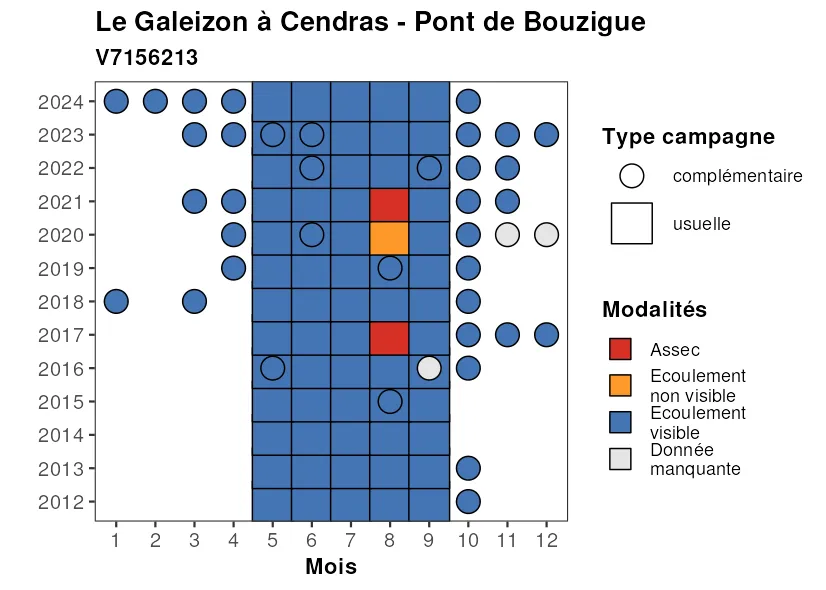 Le Galeizon à Cendras - Pont de Bouzigue
V7156213
2024
2023
2022
2021
2020
2019
2018
2017
2016
2015
2014
2013
2012
1 2 3 4 5 6 7 8 9 10 11 12
Mois
Type campagne
complémentaire
usuelle
Modalités
Assec
Ecoulement
non visible
Ecoulement
visible
Donnée
manquante